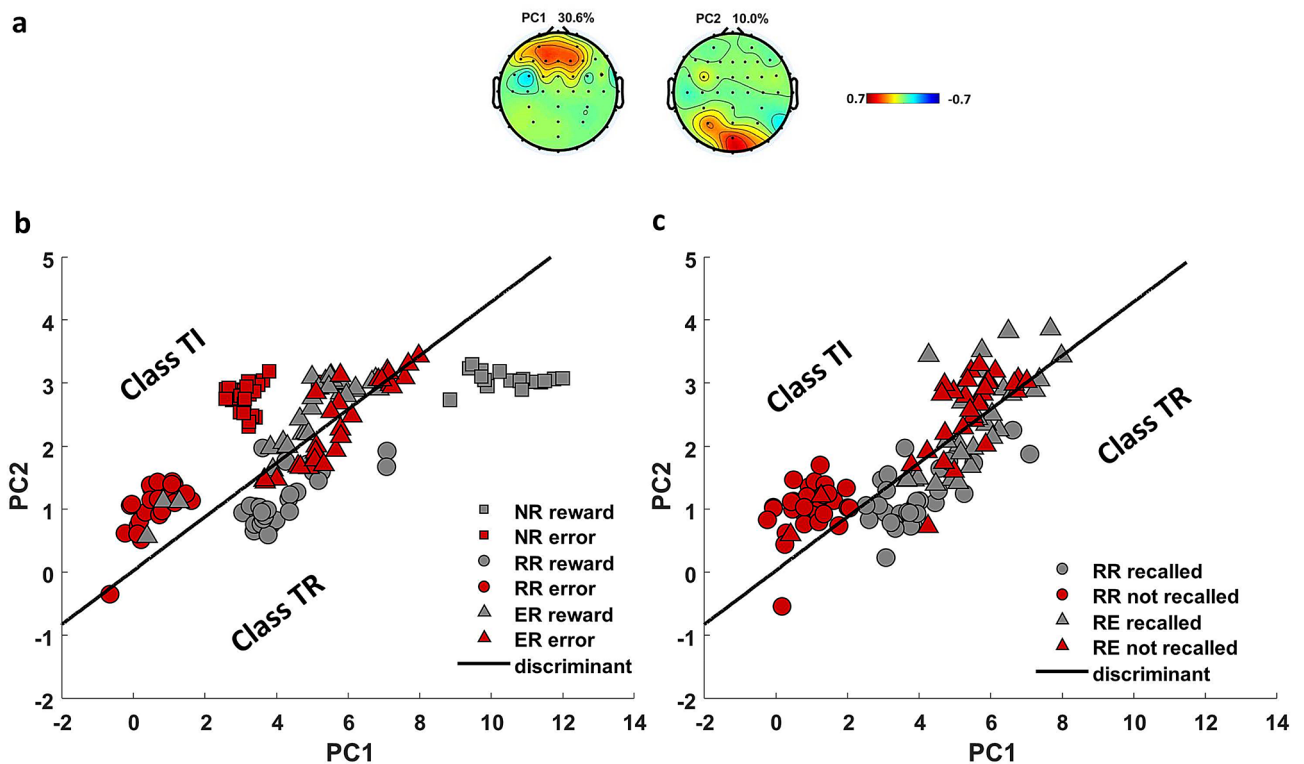 a
PC1 30.6%
PC2 10.0%
0.7
-0.7
b
5
4
3
2
1
0
-1
-2
PC2
-2 0 2 4 6 8 10 12 14
PC1
Class TI
Class TR
NR reward
NR error
RR reward
RR error
ER reward
ER error
discriminant
c
5
4
3
2
1
0
-1
-2
PC2
-2 0 2 4 6 8 10 12 14
PC1
Class TI
Class TR
RR recalled
RR not recalled
RE recalled
RE not recalled
discriminant